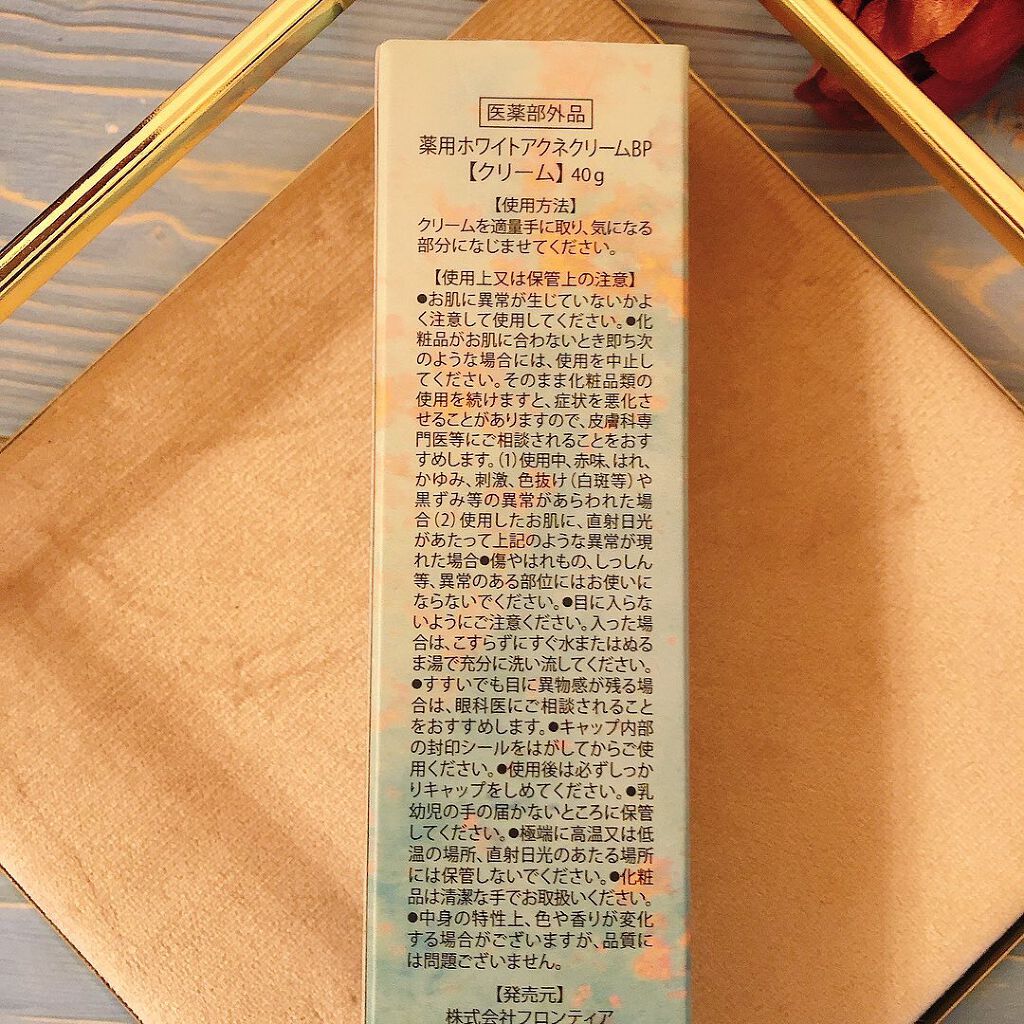 医薬部外品
薬用ホワイトアクネクリームBP
【クリーム】40g
【使用方法】
クリームを適量手に取り、気になる
部分になじませてください。
【使用上又は保管上の注意】
●お肌に異常が生じていないかよ
く注意して使用してください。●化
粧品がお肌に合わないとき即ち次
のような場合には、使用を中止し
てください。そのまま化粧品類の
使用を続けますと、症状を悪化さ
せることがありますので、皮膚科専
門医等にご相談されることをおす
すめします。(1)使用中、赤味、はれ、
かゆみ、刺激、色抜け(白斑等)や
黒ずみ等の異常があらわれた場
合(2)使用したお肌に、直射日光
があたって上記のような異常が現
れた場合●傷やはれもの、しっしん
等、異常のある部位にはお使いに
ならないでください。●目に入らな
いようにご注意ください。入った場
合は、こすらずにすぐ水またはぬる
ま湯で充分に洗い流してください。
●すすいでも目に異物感が残る場
合は、眼科医にご相談されること
をおすすめします。●キャップ内部
の封印シールをはがしてからご使
用ください。●使用後は必ずしっか
りキャップをしめてください。●乳
幼児の手の届かないところに保管
してください。●極端に高温又は低
温の場所、直射日光のあたる場所
には保管しないでください。●化粧
品は清潔な手でお取扱いください。
●中身の特性上、色や香りが変化
する場合がございますが、品質に
は問題ございません。
【発売元】
株式会社フロンティア